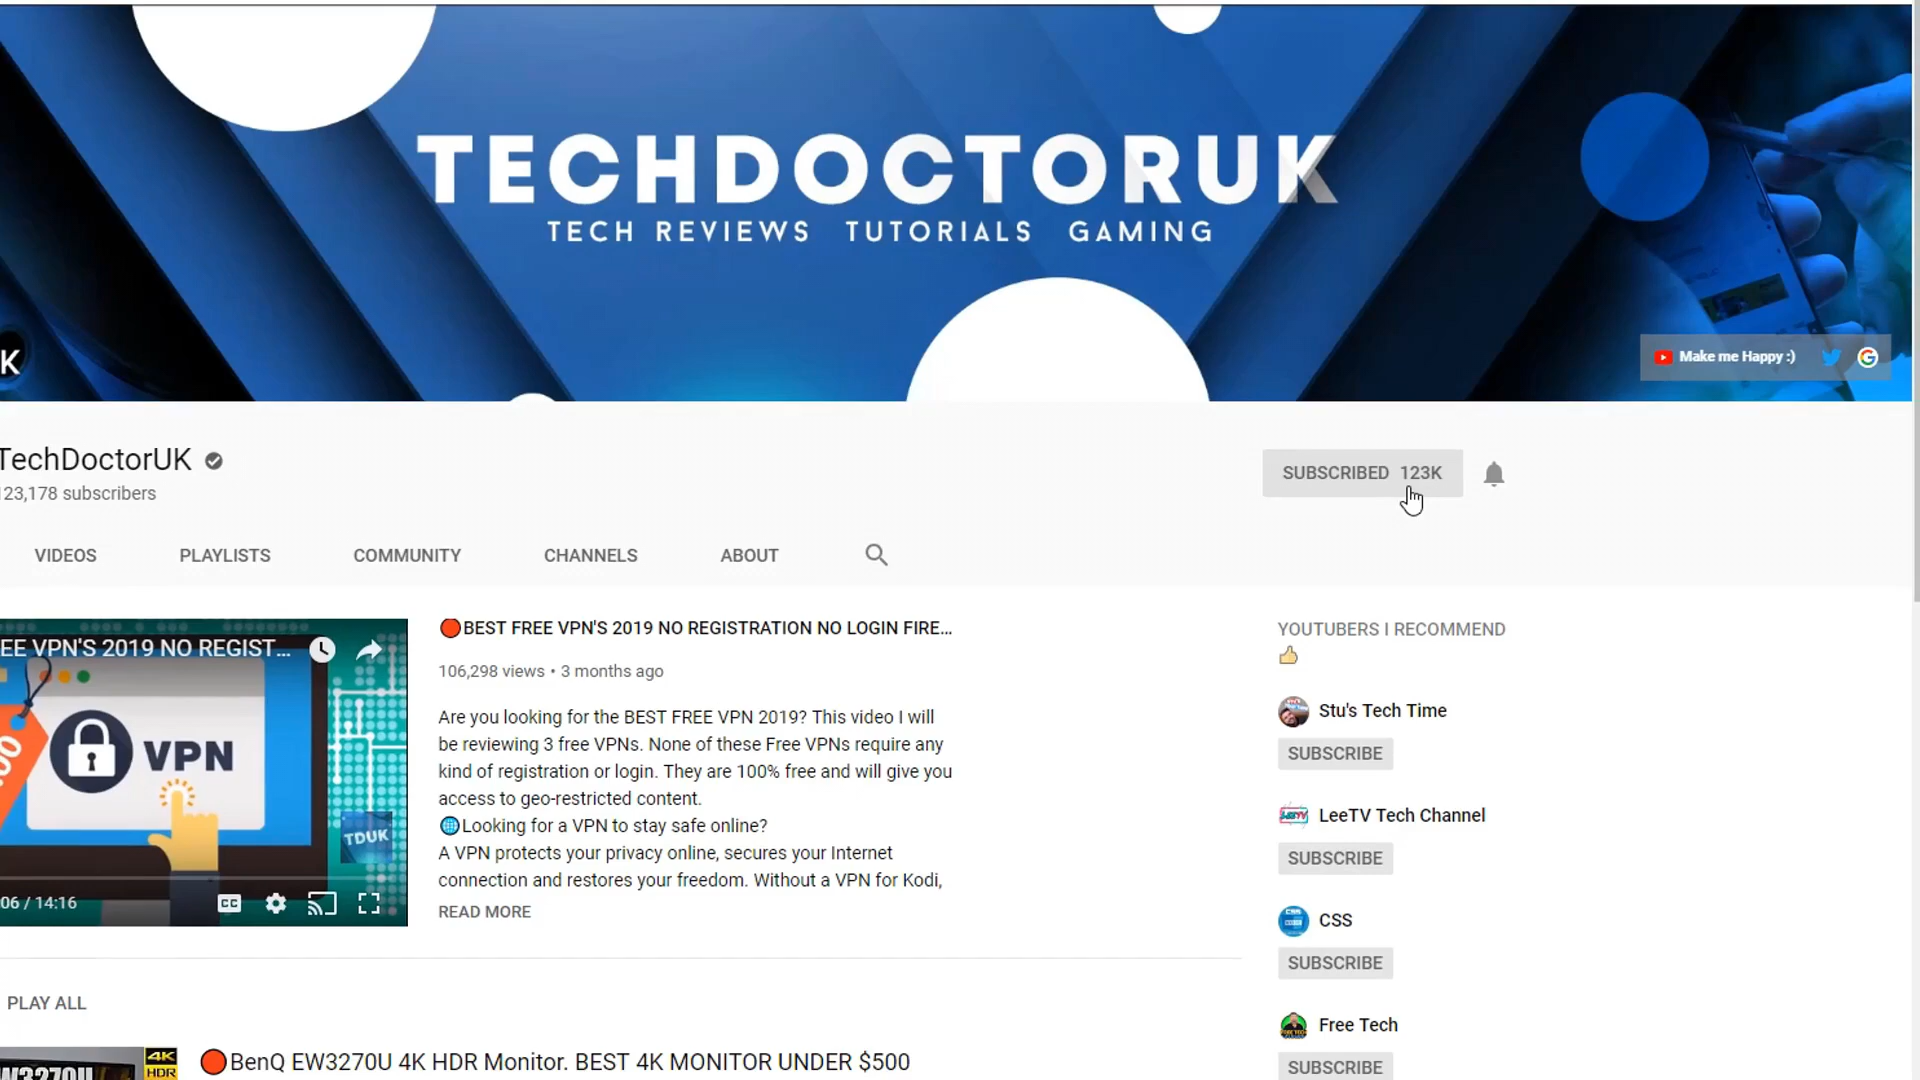 TECHDOCTORUK
TECH REVIEWS TUTORIALS GAMING
K
Make me Happy :)
TechDoctorUK
123,178 subscribers
SUBSCRIBED 123K
VIDEOS PLAYLISTS COMMUNITY CHANNELS ABOUT
EE VPN'S 2019 NO REGIST...
VPN
00
TDUK
06 / 14:16
CC
🔴BEST FREE VPN'S 2019 NO REGISTRATION NO LOGIN FIRE...
106,298 views • 3 months ago
Are you looking for the BEST FREE VPN 2019? This video I will
be reviewing 3 free VPNs. None of these Free VPNs require any
kind of registration or login. They are 100% free and will give you
access to geo-restricted content.
🌐Looking for a VPN to stay safe online?
A VPN protects your privacy online, secures your Internet
connection and restores your freedom. Without a VPN for Kodi,
READ MORE
YOUTUBERS I RECOMMEND
👍
Stu's Tech Time
SUBSCRIBE
LeeTV Tech Channel
SUBSCRIBE
CSS
SUBSCRIBE
Free Tech
SUBSCRIBE
PLAY ALL
W3270U
4K
HDR
🔴BenQ EW3270U 4K HDR Monitor. BEST 4K MONITOR UNDER $500